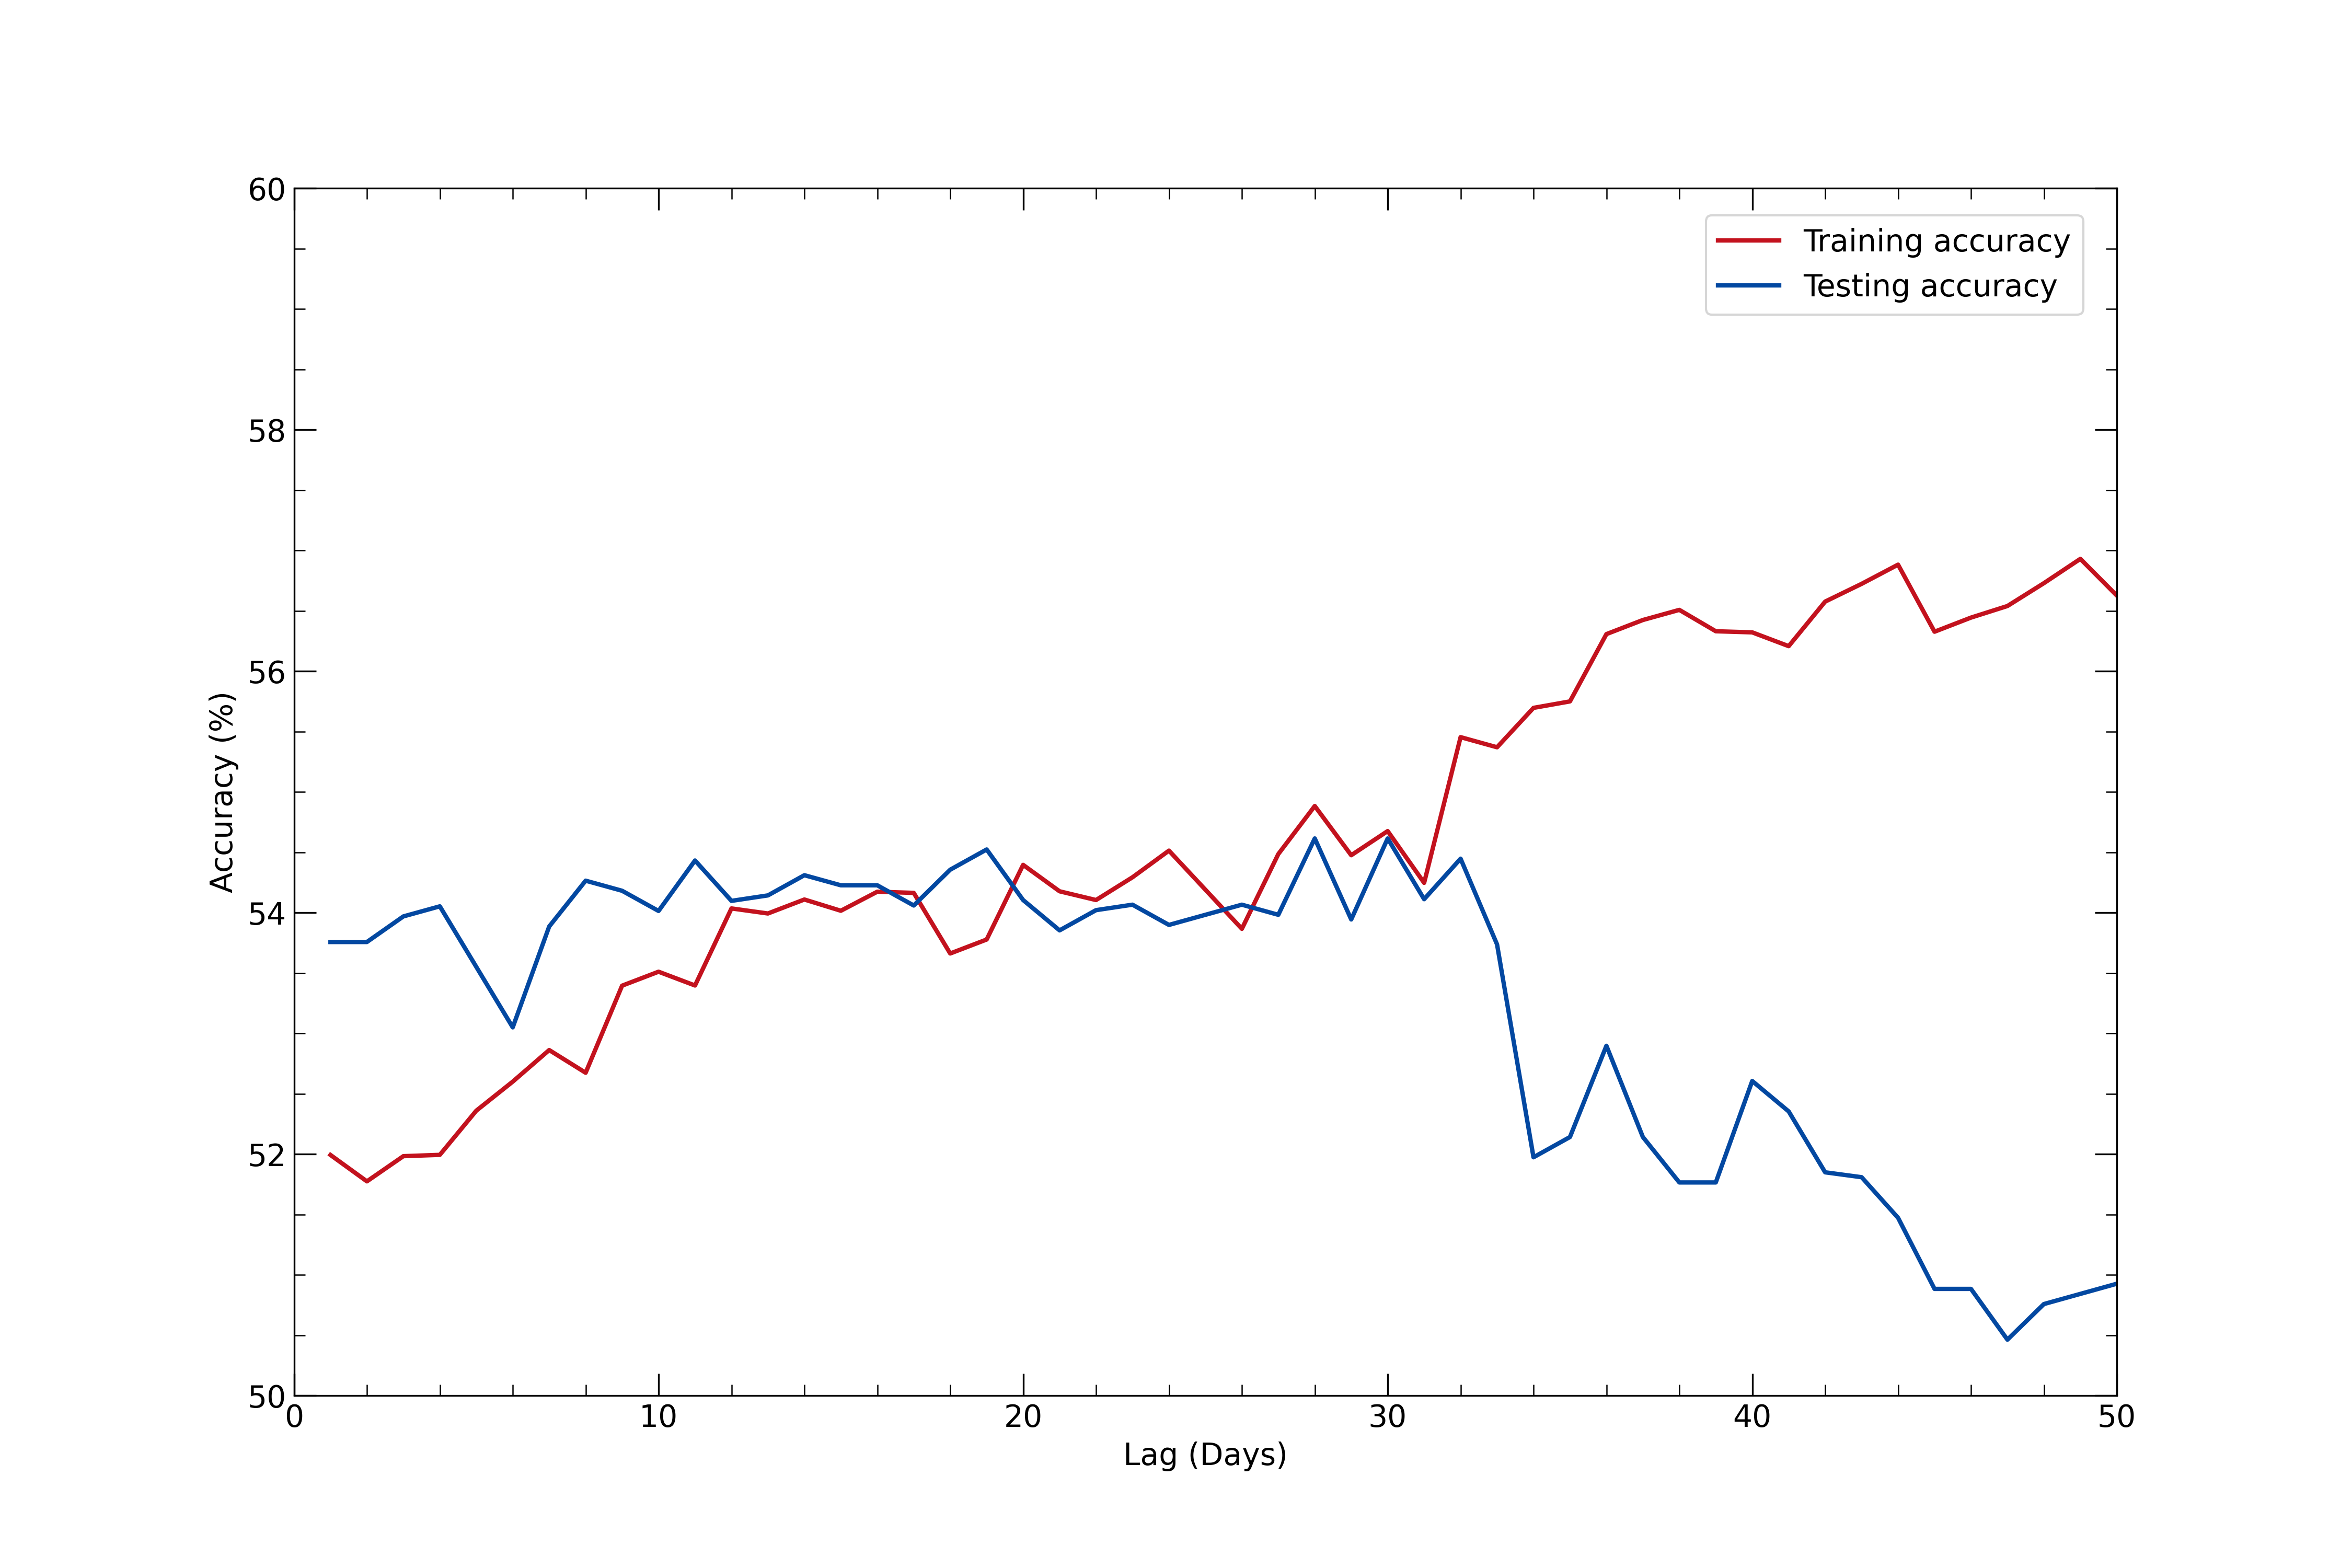 60
58
56
54
52
50
Accuracy (%)
Training accuracy
Testing accuracy
0 10 20 30 40 50
Lag (Days)